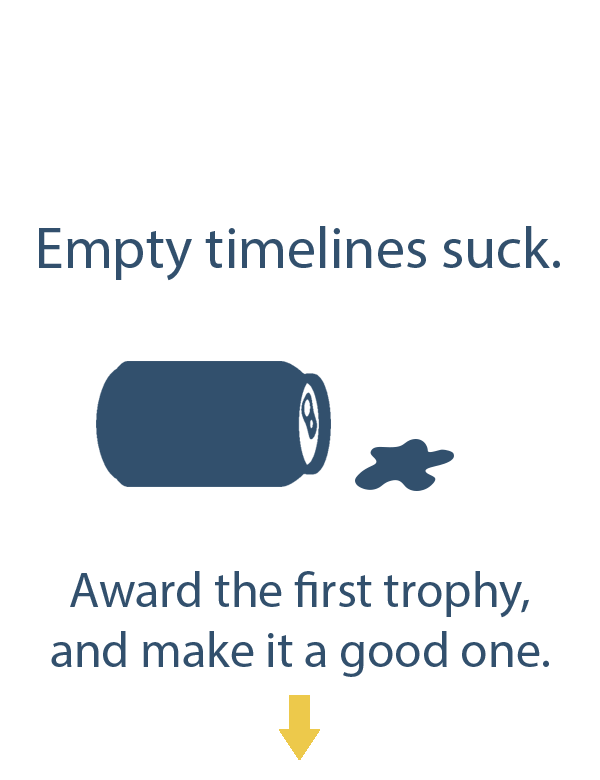 Empty timelines suck.
Award the first trophy,
and make it a good one.